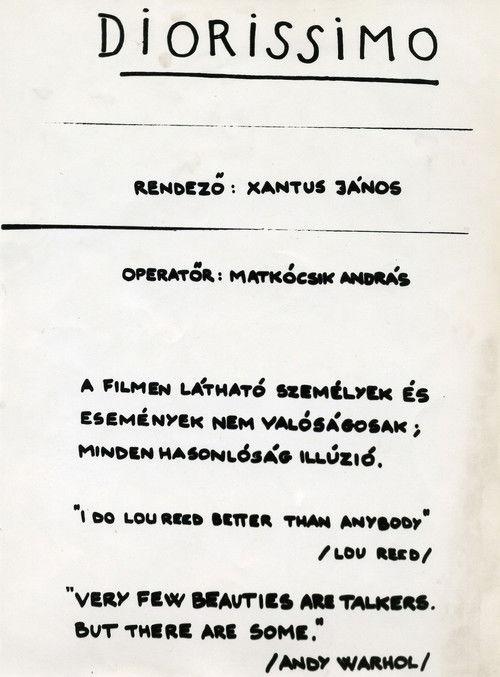 DiORiSSiMO
RENDEZŐ: XANTUS JÁNOS
OPERATŐR: MATKÓCSIK ANDRÁS
A FILMEN LÁTHATÓ SZEMÉLYEK ÉS
ESEMÉNYEK NEM VALÓSÁGOSAK;
MINDEN HASONLÓSÁG ILLÚZIÓ.
"I DO LOU REED BETTER THAN ANYBODY"
/LOU REED/
"VERY FEW BEAUTIES ARE TALKERS.
BUT THERE ARE SOME."
/ANDY WARHOL/